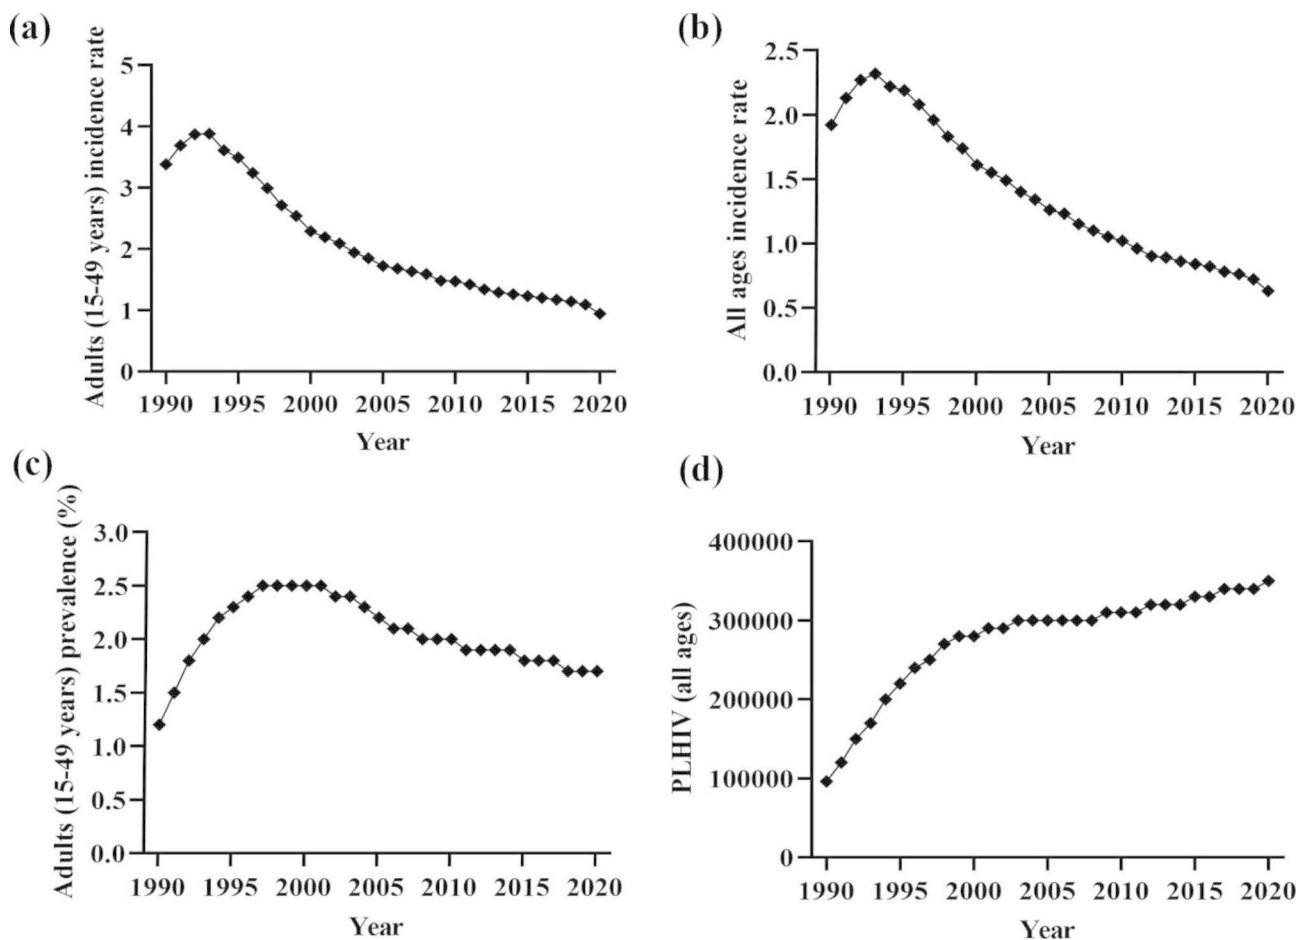 (a)
Adults (15-49 years) incidence rate
5
4
3
2
1
0
1990 1995 2000 2005 2010 2015 2020
Year
(b)
All ages incidence rate
2.5
2.0
1.5
1.0
0.5
0.0
1990 1995 2000 2005 2010 2015 2020
Year
(c)
Adults (15-49 years) prevalence (%)
3.0
2.5
2.0
1.5
1.0
0.5
0.0
1990 1995 2000 2005 2010 2015 2020
Year
(d)
PLHIV (all ages)
400000
300000
200000
100000
0
1990 1995 2000 2005 2010 2015 2020
Year